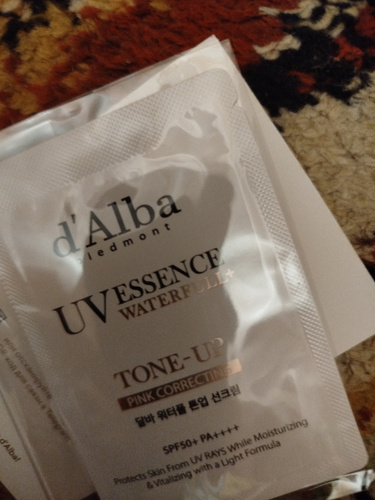 d'Alba
piedmont
UV ESSENCE
WATERFULL+
TONE-UP
PINK CORRECTING
달바 워터풀 톤업 선크림
SPF50+ PA++++
Protects Skin From UV RAYS While Moisturizing
& Vitalizing with a Light Formula
d'Alba!